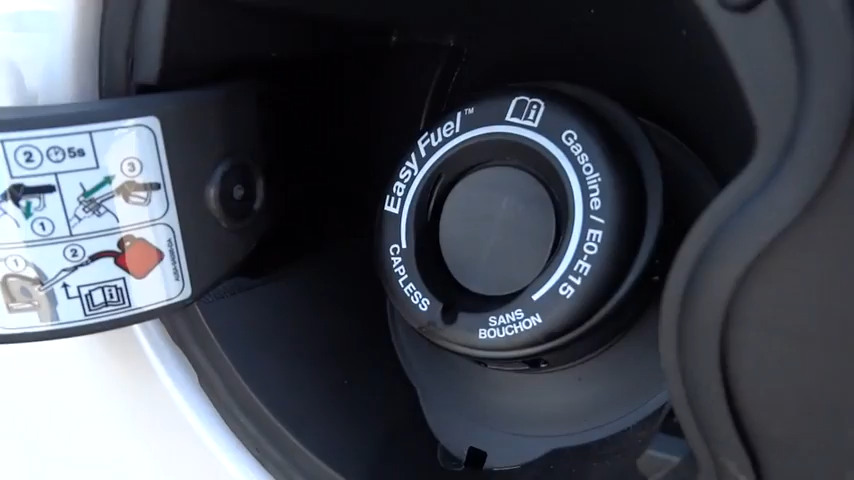 ② 5s
③
①
②
①
Easy Fuel™
Gasoline / E0-E15
CAPLESS
SANS
BOUCHON